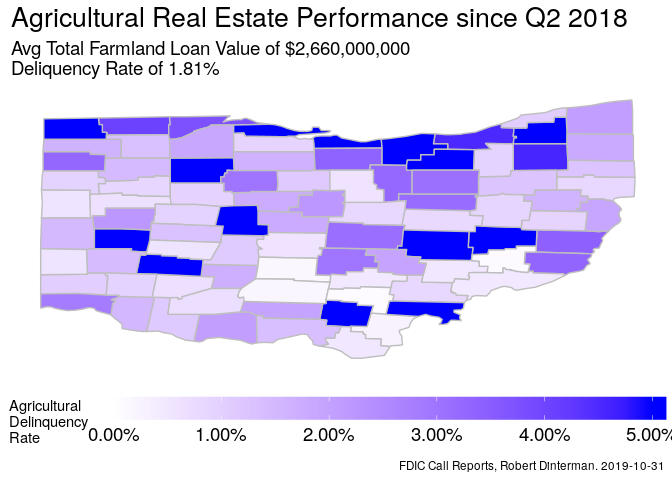 Agricultural Real Estate Performance since Q2 2018
Avg Total Farmland Loan Value of $2,660,000,000
Deliquency Rate of 1.81%
Agricultural
Delinquency
Rate
0.00% 1.00% 2.00% 3.00% 4.00% 5.00%
FDIC Call Reports, Robert Dinterman. 2019-10-31